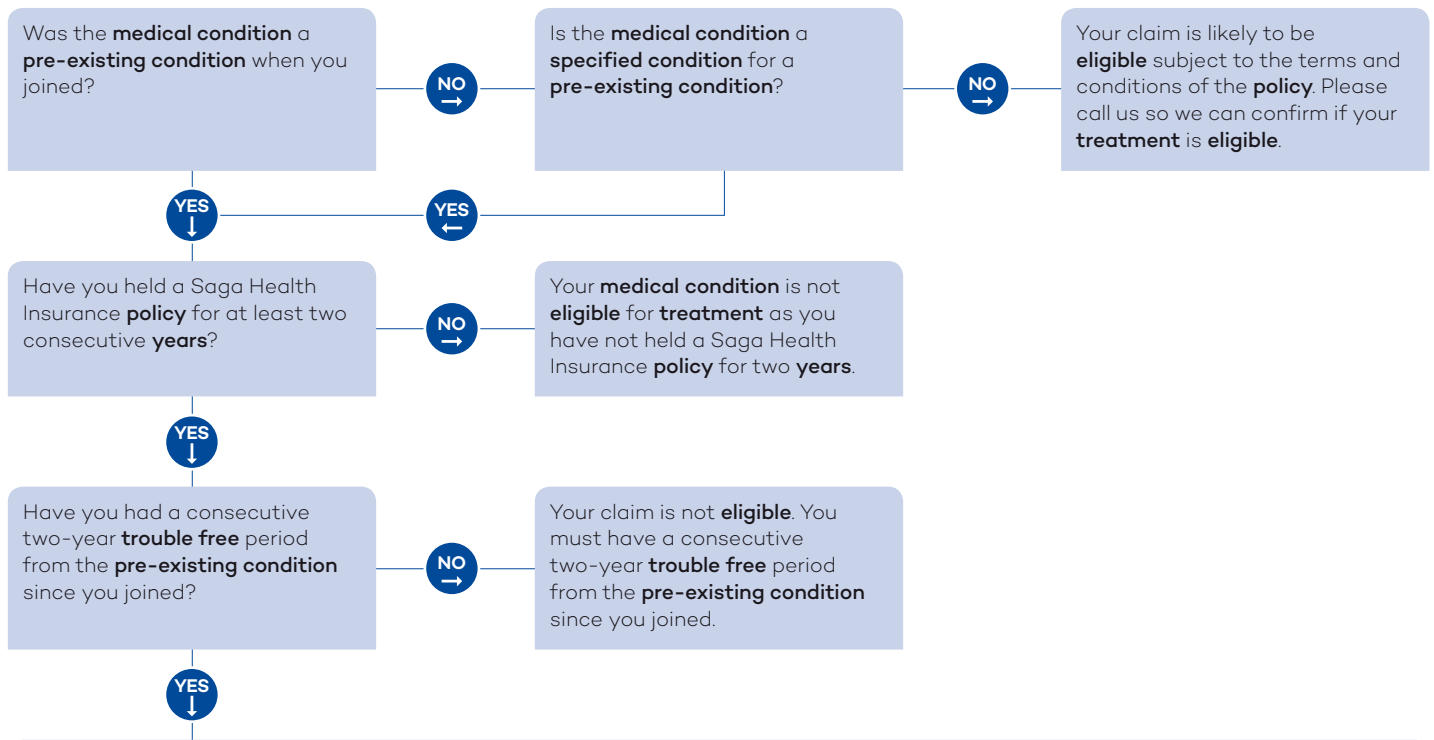 Was the medical condition a
pre-existing condition when you
joined?
NO
Is the medical condition a
specified condition for a
pre-existing condition?
NO
Your claim is likely to be
eligible subject to the terms and
conditions of the policy. Please
call us so we can confirm if your
treatment is eligible.
YES
YES
Have you held a Saga Health
Insurance policy for at least two
consecutive years?
NO
Your medical condition is not
eligible for treatment as you
have not held a Saga Health
Insurance policy for two years.
YES
Have you had a consecutive
two-year trouble free period
from the pre-existing condition
since you joined?
NO
Your claim is not eligible. You
must have a consecutive
two-year trouble free period
from the pre-existing condition
since you joined.
YES